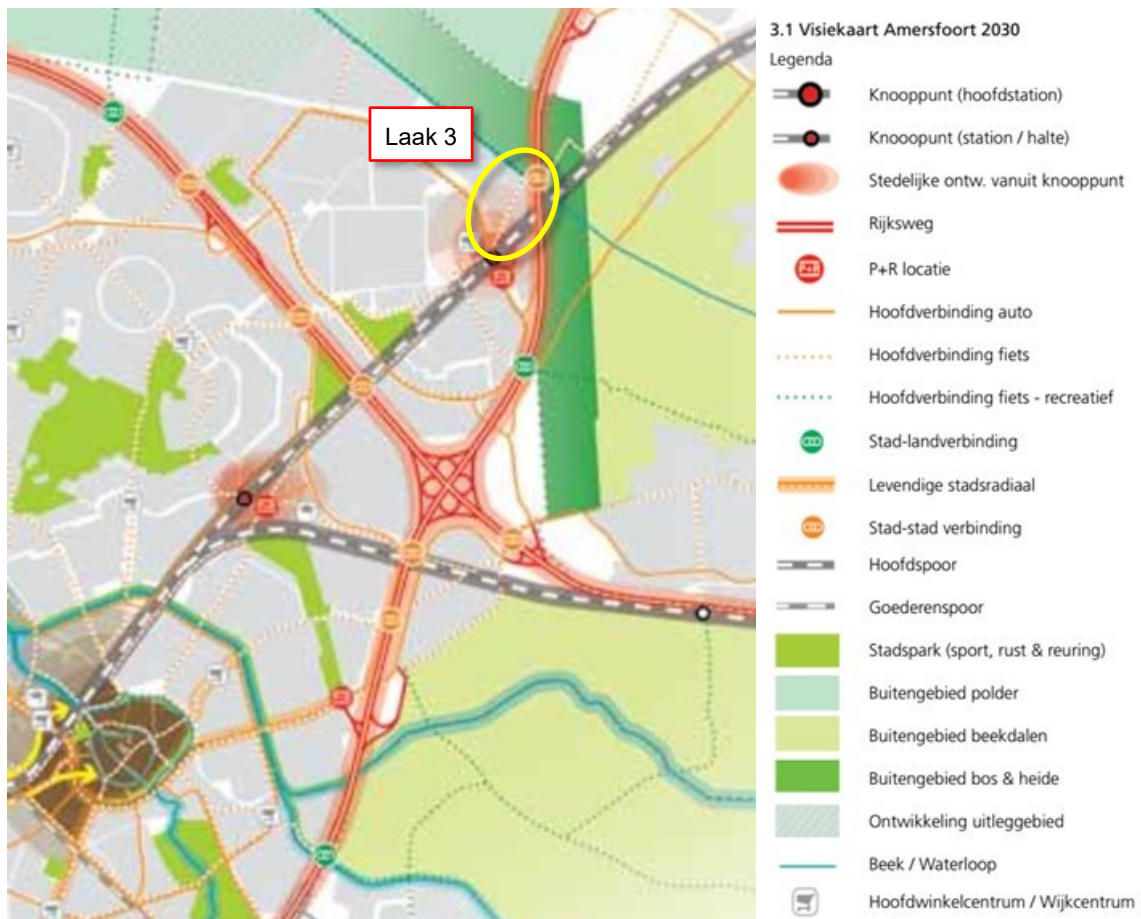 Laak 3
P+R
P+R
P+R
3.1 Visiekaart Amersfoort 2030
Legenda
Knooppunt (hoofdstation)
Knooopunt (station / halte)
Stedelijke ontw. vanuit knooppunt
Rijksweg
P+R
P+R locatie
Hoofdverbinding auto
Hoofdverbinding fiets
Hoofdverbinding fiets - recreatief
Stad-landverbinding
Levendige stadsradiaal
Stad-stad verbinding
Hoofdspoor
Goederenspoor
Stadspark (sport, rust & reuring)
Buitengebied polder
Buitengebied beekdalen
Buitengebied bos & heide
Ontwikkeling uitleggebied
Beek / Waterloop
Hoofdwinkelcentrum / Wijkcentrum